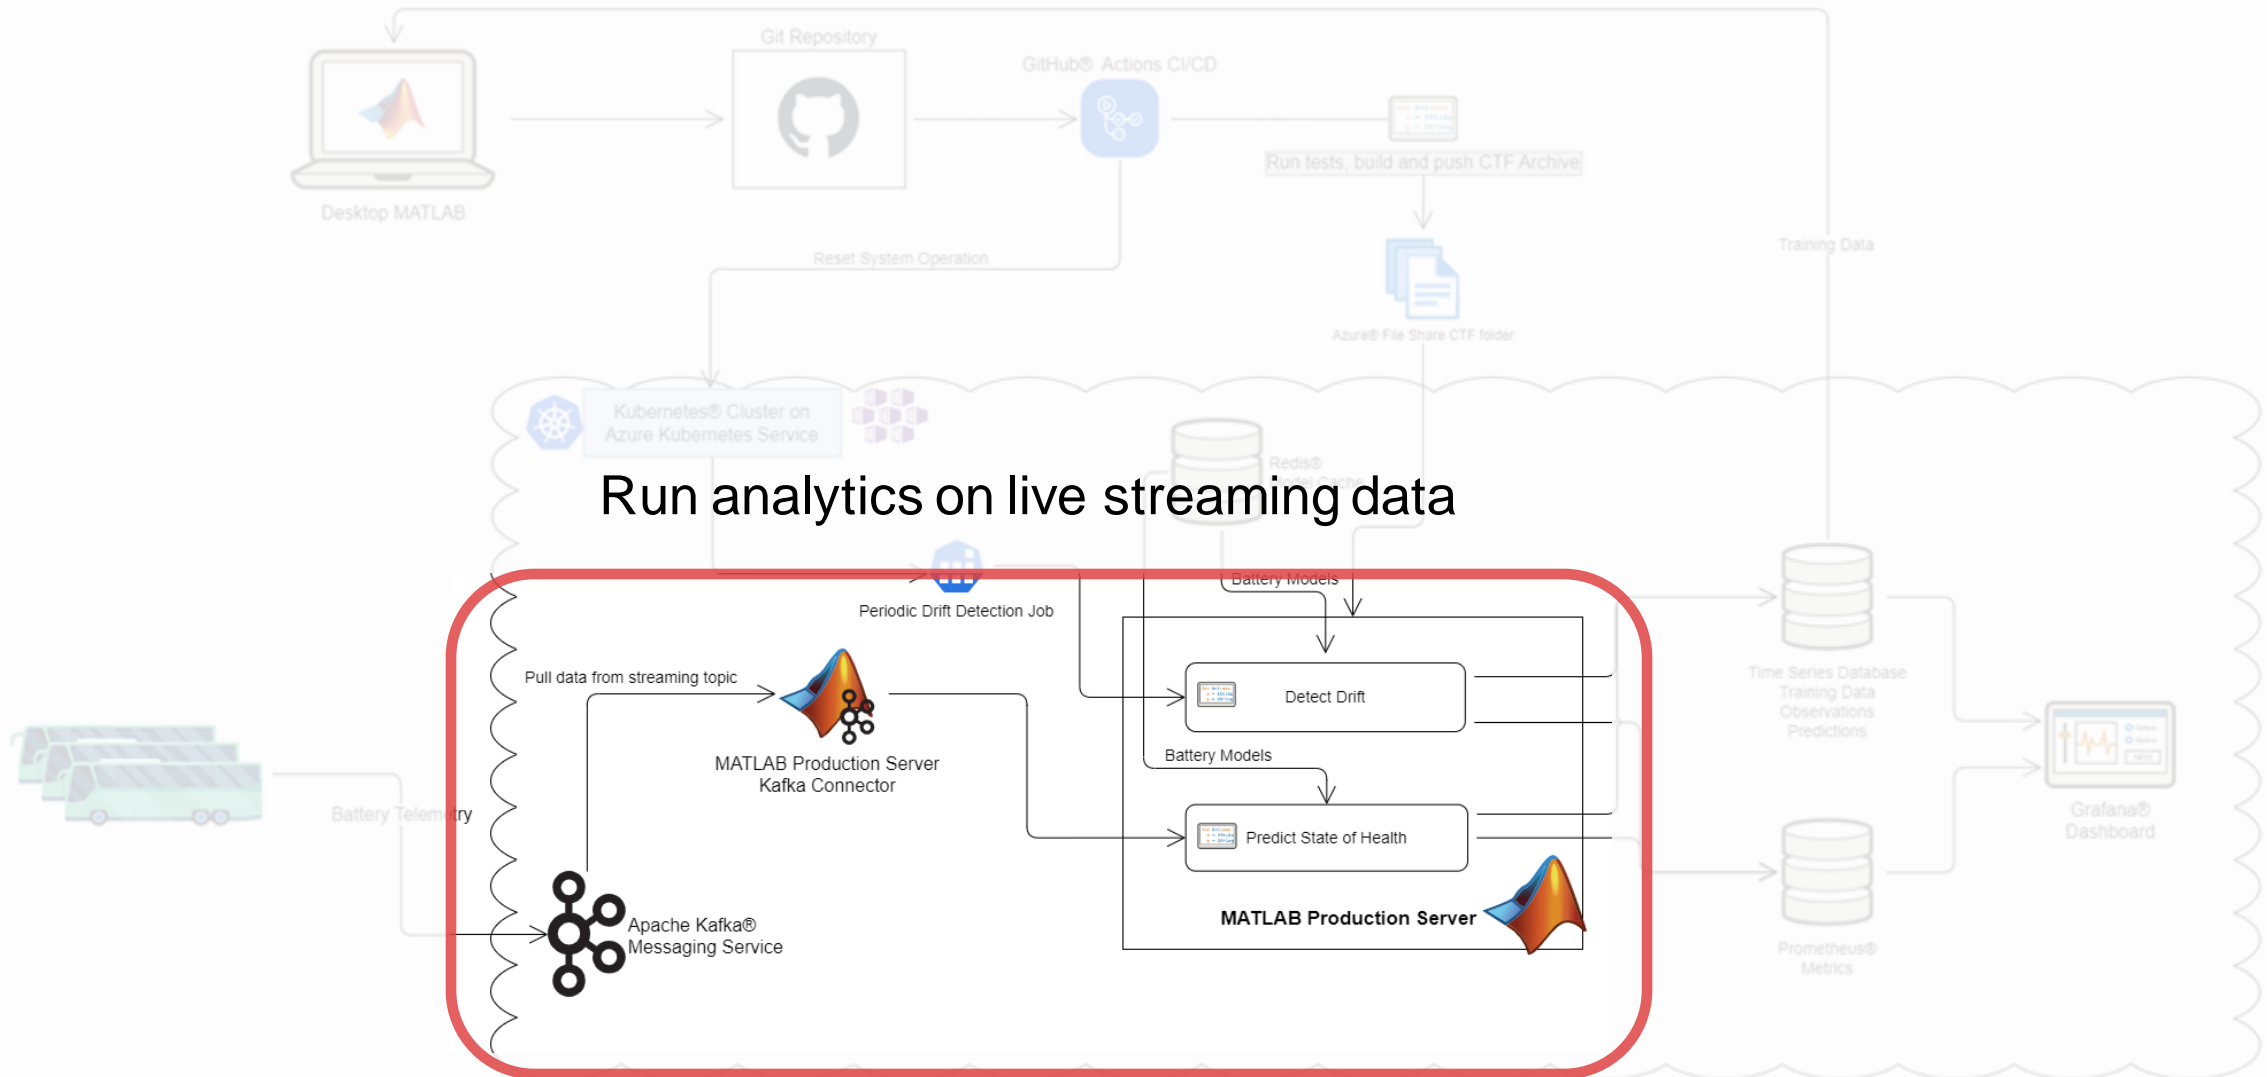 Git Repository
GitHub® Actions CI/CD
Run tests, build and push CTF Archive
Desktop MATLAB
Training Data
Reset System Operation
Azure® File Share CTF folder
Kubernetes® Cluster on
Azure Kubernetes Service
Redis®
Model Cache
Run analytics on live streaming data
Battery Models
Periodic Drift Detection Job
Pull data from streaming topic
Detect Drift
Time Series Database
Training Data
Observations
Predictions
MATLAB Production Server
Kafka Connector
Battery Models
Battery Telemetry
Predict State of Health
Grafana®
Dashboard
Apache Kafka®
Messaging Service
MATLAB Production Server
Prometheus®
Metrics